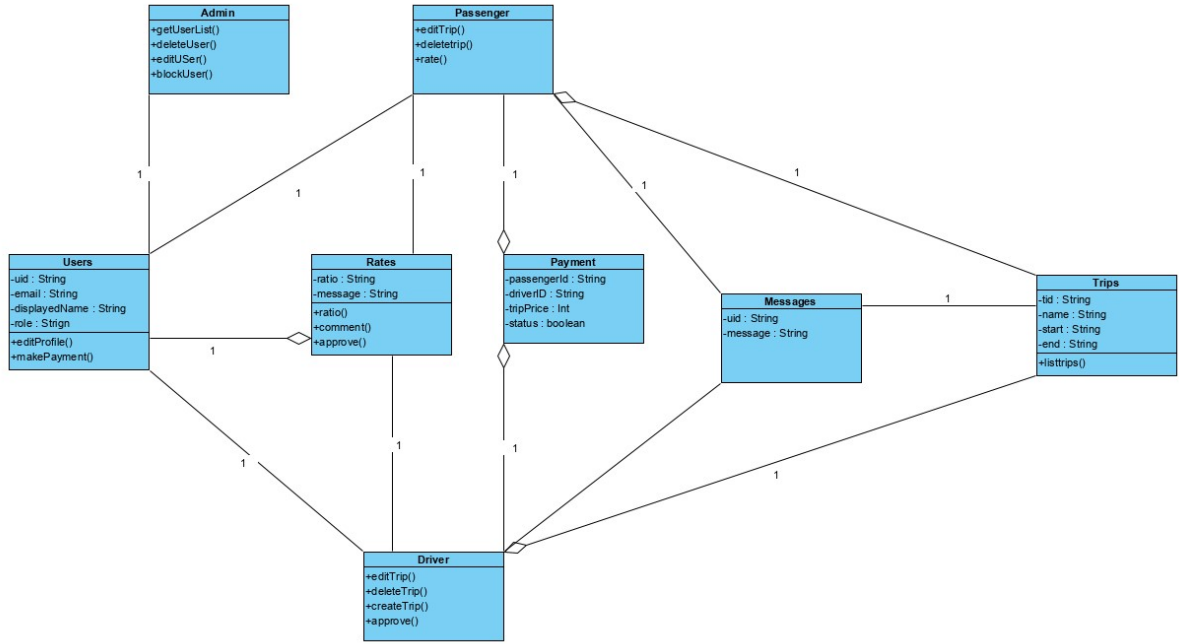 Admin
+getUserList()
+deleteUser()
+editUSer()
+blockUser()
Passenger
+editTrip()
+deletetrip()
+rate()
1
1
1
1
1
1
Users
-uid : String
-email : String
-displayedName : String
-role : Strign
+editProfile()
+makePayment()
Rates
-ratio : String
-message : String
+ratio()
+comment()
+approve()
Payment
-passengerId : String
-driverID : String
-tripPrice : Int
-status : boolean
Messages
-uid : String
-message : String
Trips
-tid : String
-name : String
-start : String
-end : String
+listtrips()
1
1
1
1
1
1
Driver
+editTrip()
+deleteTrip()
+createTrip()
+approve()